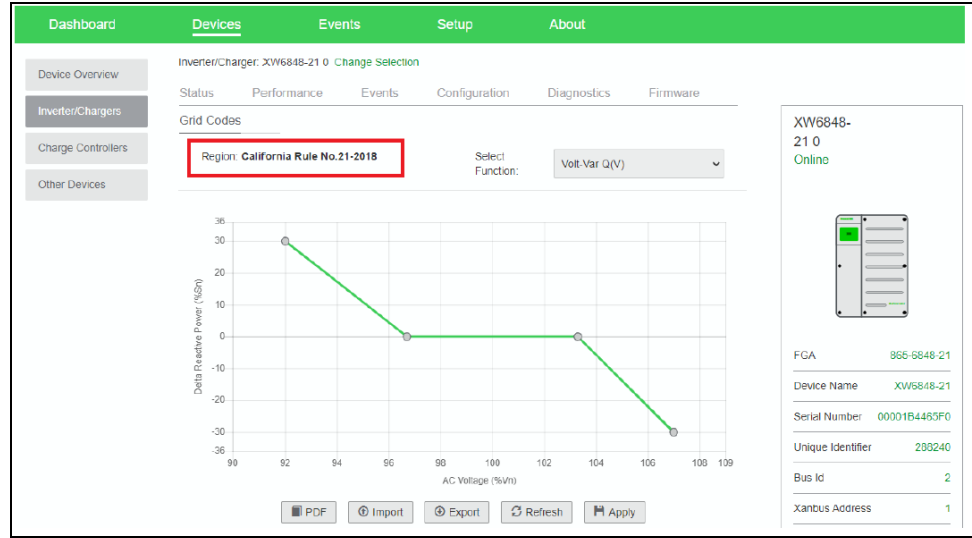 Dashboard Devices Events Setup About
Device Overview
Inverter/Chargers
Charge Controllers
Other Devices
Inverter/Charger: XW6848-21 0 Change Selection
Status Performance Events Configuration Diagnostics Firmware
Grid Codes
Region: California Rule No.21-2018
Select
Function:
Volt-Var Q(V)
Delta Reactive Power (%Sn)
36
30
20
10
0
-10
-20
-30
-36
90 92 94 96 98 100 102 104 106 108 109
AC Voltage (%Vn)
PDF Import Export Refresh Apply
XW6848-
21 0
Online
FGA 865-6848-21
Device Name XW6848-21
Serial Number 00001B4465F0
Unique Identifier 288240
Bus Id 2
Xanbus Address 1